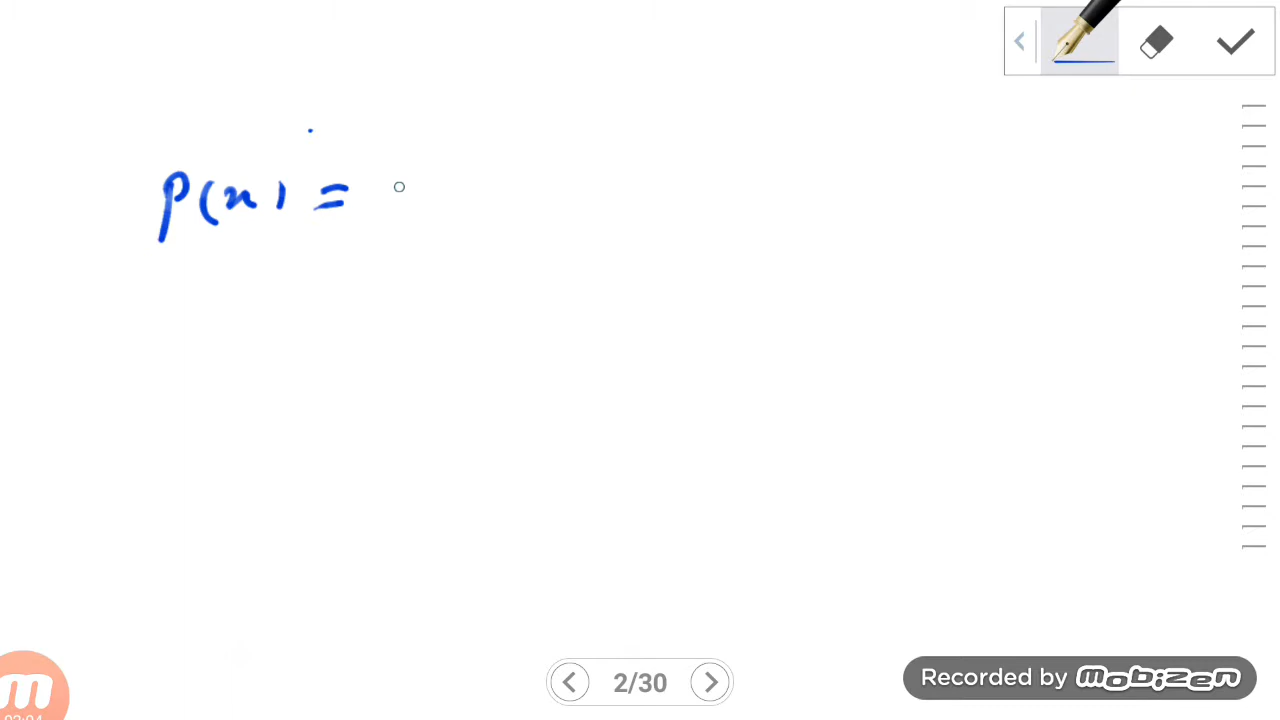 p(x) =
2/30
Recorded by mobizen